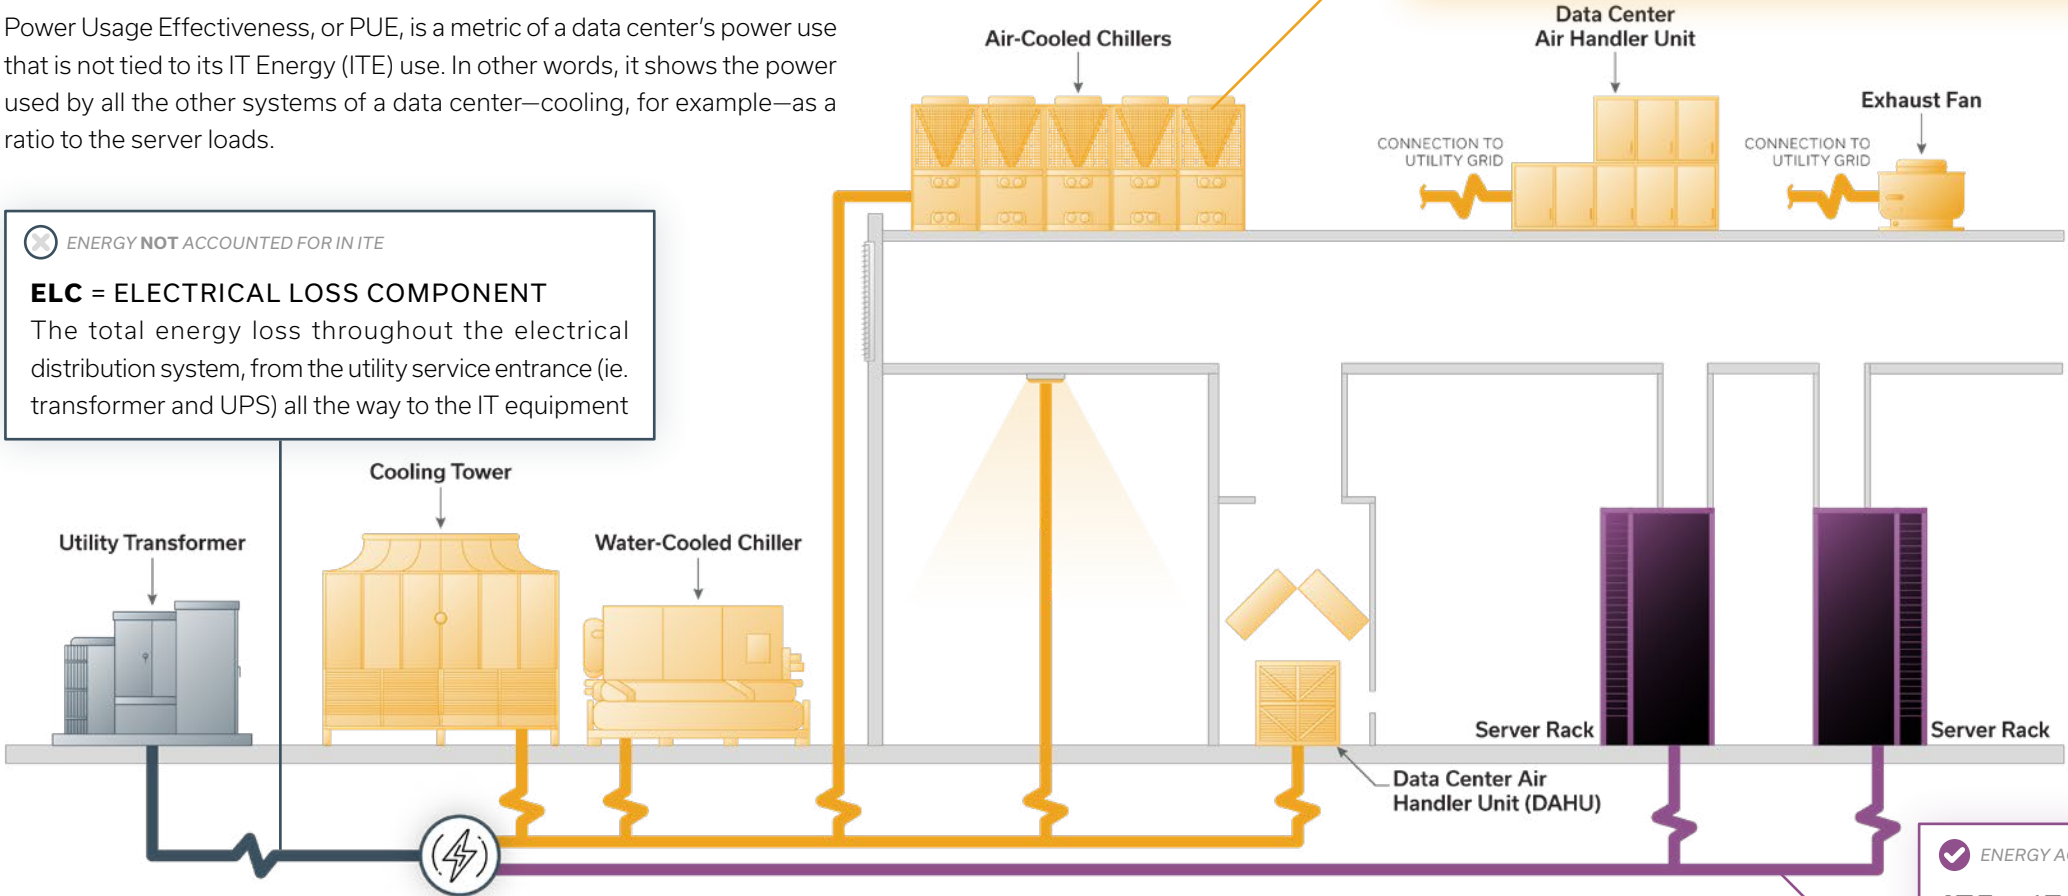 Power Usage Effectiveness, or PUE, is a metric of a data center’s power use
that is not tied to its IT Energy (ITE) use. In other words, it shows the power
used by all the other systems of a data center—cooling, for example—as a
ratio to the server loads.
ENERGY NOT ACCOUNTED FOR IN ITE
ELC = ELECTRICAL LOSS COMPONENT
The total energy loss throughout the electrical
distribution system, from the utility service entrance (ie.
transformer and UPS) all the way to the IT equipment
Air-Cooled Chillers
Data Center
Air Handler Unit
Exhaust Fan
CONNECTION TO
UTILITY GRID
CONNECTION TO
UTILITY GRID
Cooling Tower
Utility Transformer
Water-Cooled Chiller
Server Rack
Server Rack
Data Center Air
Handler Unit (DAHU)
ENERGY